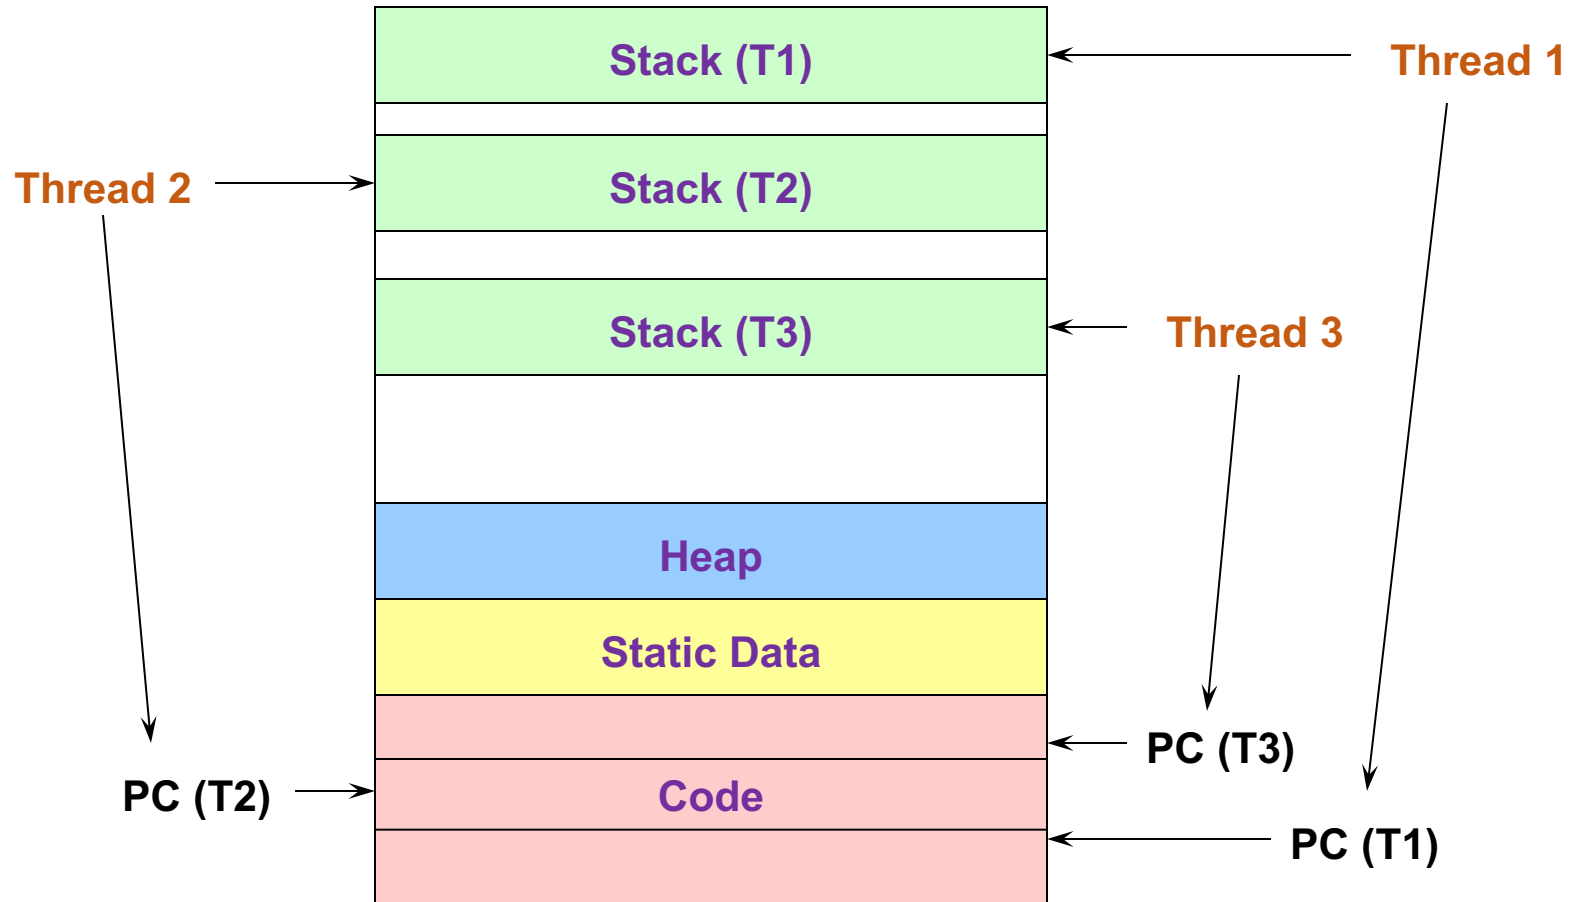 Stack (T1)
Thread 1
Thread 2
Stack (T2)
Stack (T3)
Thread 3
Heap
Static Data
PC (T3)
PC (T2)
Code
PC (T1)